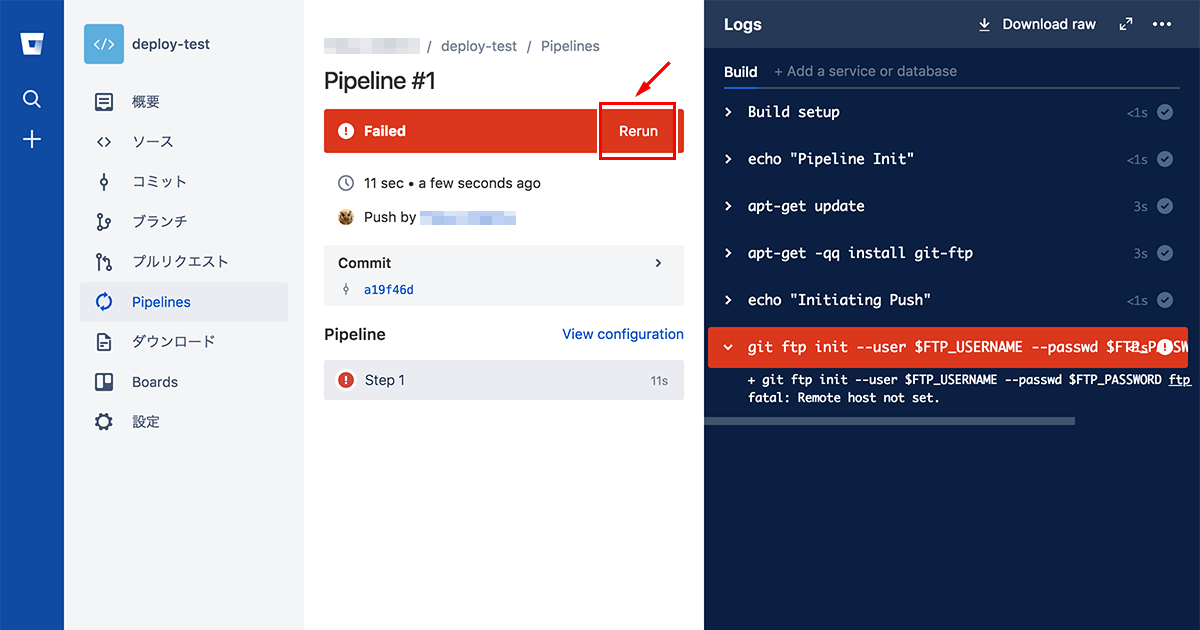 deploy-test
概要
ソース
コミット
ブランチ
プルリクエスト
Pipelines
ダウンロード
Boards
設定
/ deploy-test / Pipelines
Pipeline #1
Failed
Rerun
11 sec • a few seconds ago
Push by
Commit
a19f46d
Pipeline
View configuration
Step 1
11s
Logs
Download raw
Build
+ Add a service or database
Build setup
<1s
echo "Pipeline Init"
<1s
apt-get update
3s
apt-get -qq install git-ftp
3s
echo "Initiating Push"
<1s
git ftp init --user $FTP_USERNAME --passwd
+ git ftp init --user $FTP_USERNAME --passwd $FTP_PASSWORD ftp
fatal: Remote host not set.